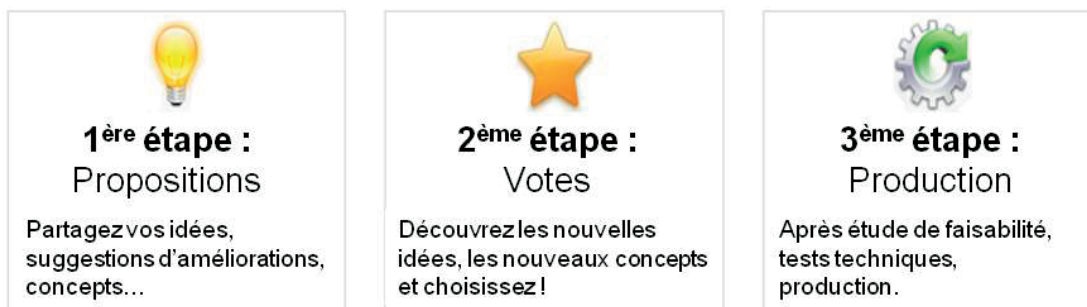 1ère étape :
Propositions
Partagez vos idées,
suggestions d'améliorations,
concepts...
2ème étape :
Votes
Découvrez les nouvelles
idées, les nouveaux concepts
et choisissez !
3ème étape :
Production
Après étude de faisabilité,
tests techniques,
production.